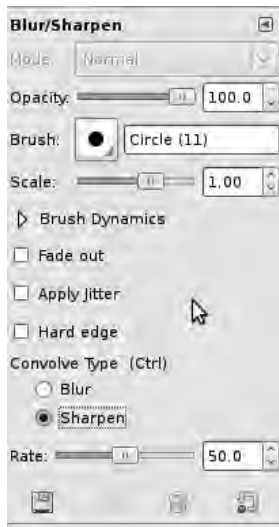 Blur/Sharpen
Mode: Normal
Opacity: 100.0
Brush: Circle (11)
Scale: 1.00
Brush Dynamics
Fade out
Apply Jitter
Hard edge
Convolve Type (Ctrl)
Blur
Sharpen
Rate: 50.0